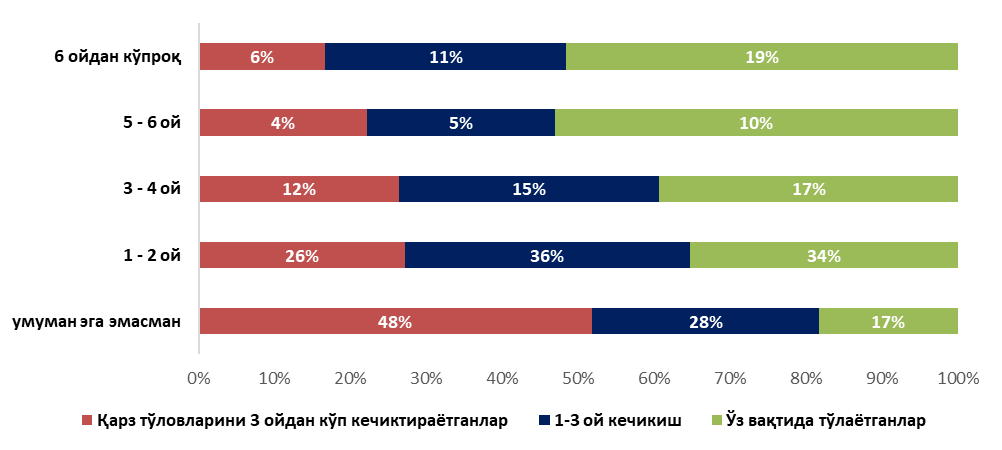 6 ойдан кўпроқ 6% 11% 19%
5 - 6 ой 4% 5% 10%
3 - 4 ой 12% 15% 17%
1 - 2 ой 26% 36% 34%
умуман эга эмасман 48% 28% 17%
0% 10% 20% 30% 40% 50% 60% 70% 80% 90% 100%
Қарз тўловларини 3 ойдан кўп кечиктираётганлар 1-3 ой кечикиш Ўз вақтида тўлаётганлар